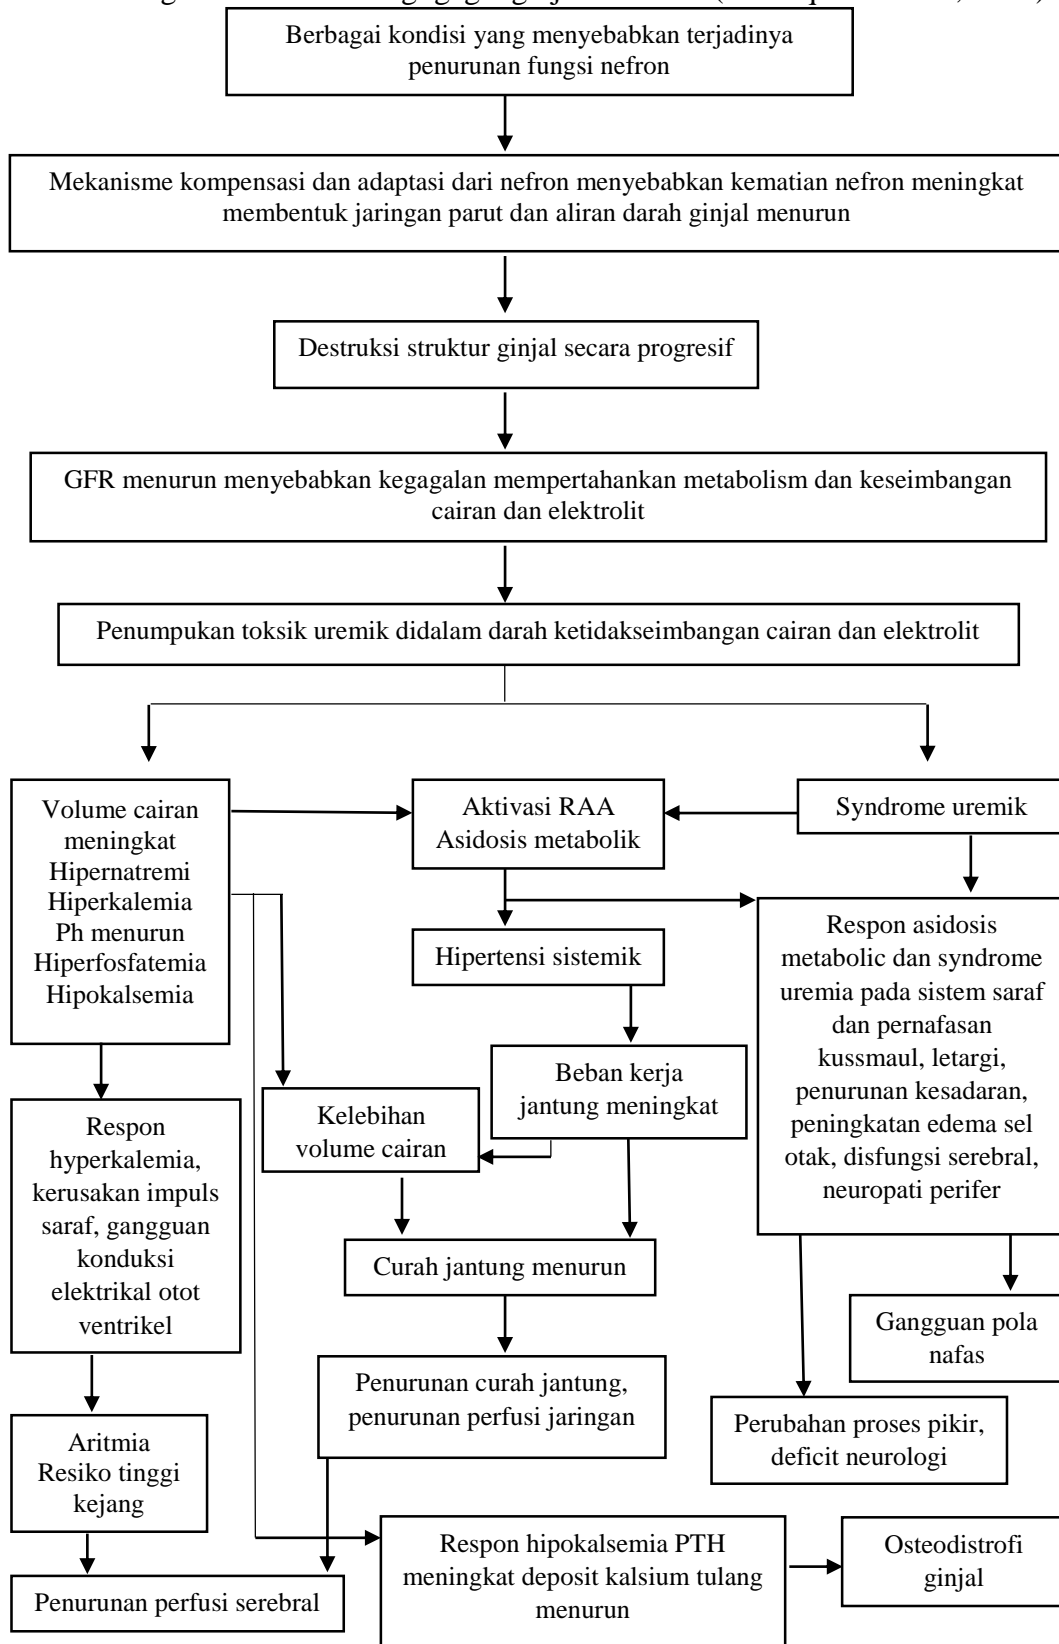 Berbagai kondisi yang menyebabkan terjadinya
penurunan fungsi nefron
Mekanisme kompensasi dan adaptasi dari nefron menyebabkan kematian nefron meningkat
membentuk jaringan parut dan aliran darah ginjal menurun
Destruksi struktur ginjal secara progresif
GFR menurun menyebabkan kegagalan mempertahankan metabolism dan keseimbangan
cairan dan elektrolit
Penumpukan toksik uremik didalam darah ketidakseimbangan cairan dan elektrolit
Volume cairan
meningkat
Hipernatremi
Hiperkalemia
Ph menurun
Hiperfosfatemia
Hipokalsemia
Aktivasi RAA
Asidosis metabolik
Syndrome uremik
Hipertensi sistemik
Respon asidosis
metabolic dan syndrome
uremia pada sistem saraf
dan pernafasan
kussmaul, letargi,
penurunan kesadaran,
peningkatan edema sel
otak, disfungsi serebral,
neuropati perifer
Beban kerja
jantung meningkat
Kelebihan
volume cairan
Respon
hyperkalemia,
kerusakan impuls
saraf, gangguan
konduksi
elektrikal otot
ventrikel
Curah jantung menurun
Gangguan pola
nafas
Penurunan curah jantung,
penurunan perfusi jaringan
Perubahan proses pikir,
deficit neurologi
Aritmia
Resiko tinggi
kejang
Respon hipokalsemia PTH
meningkat deposit kalsium tulang
menurun
Osteodistrofi
ginjal
Penurunan perfusi serebral